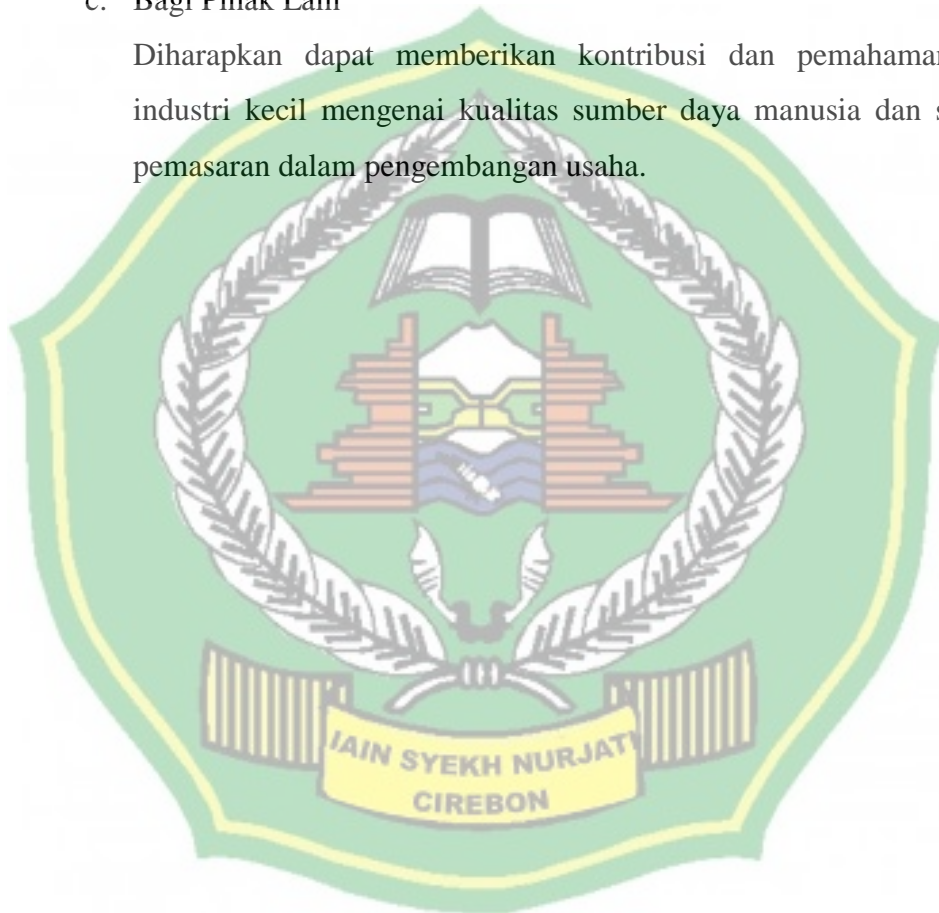 c. Bagi Pihak Lain
Diharapkan dapat memberikan kontribusi dan pemahaman
industri kecil mengenai kualitas sumber daya manusia dan
pemasaran dalam pengembangan usaha.
IAIN SYEKH NURJATI
CIREBON